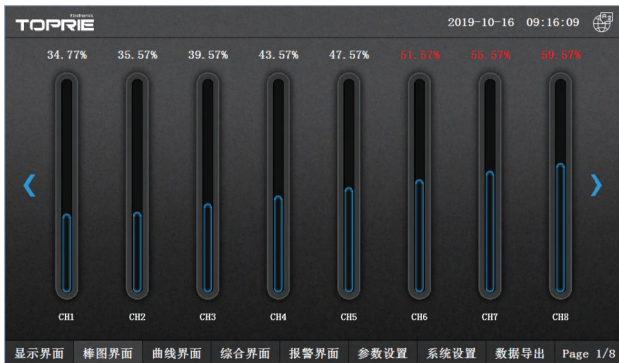 Electronics
TOPRIE
2019-10-16 09:16:09
34.77% 35.57% 39.57% 43.57% 47.57% 51.57% 55.57% 59.57%
CH1 CH2 CH3 CH4 CH5 CH6 CH7 CH8
显示界面 棒图界面 曲线界面 综合界面 报警界面 参数设置 系统设置 数据导出 Page 1/8